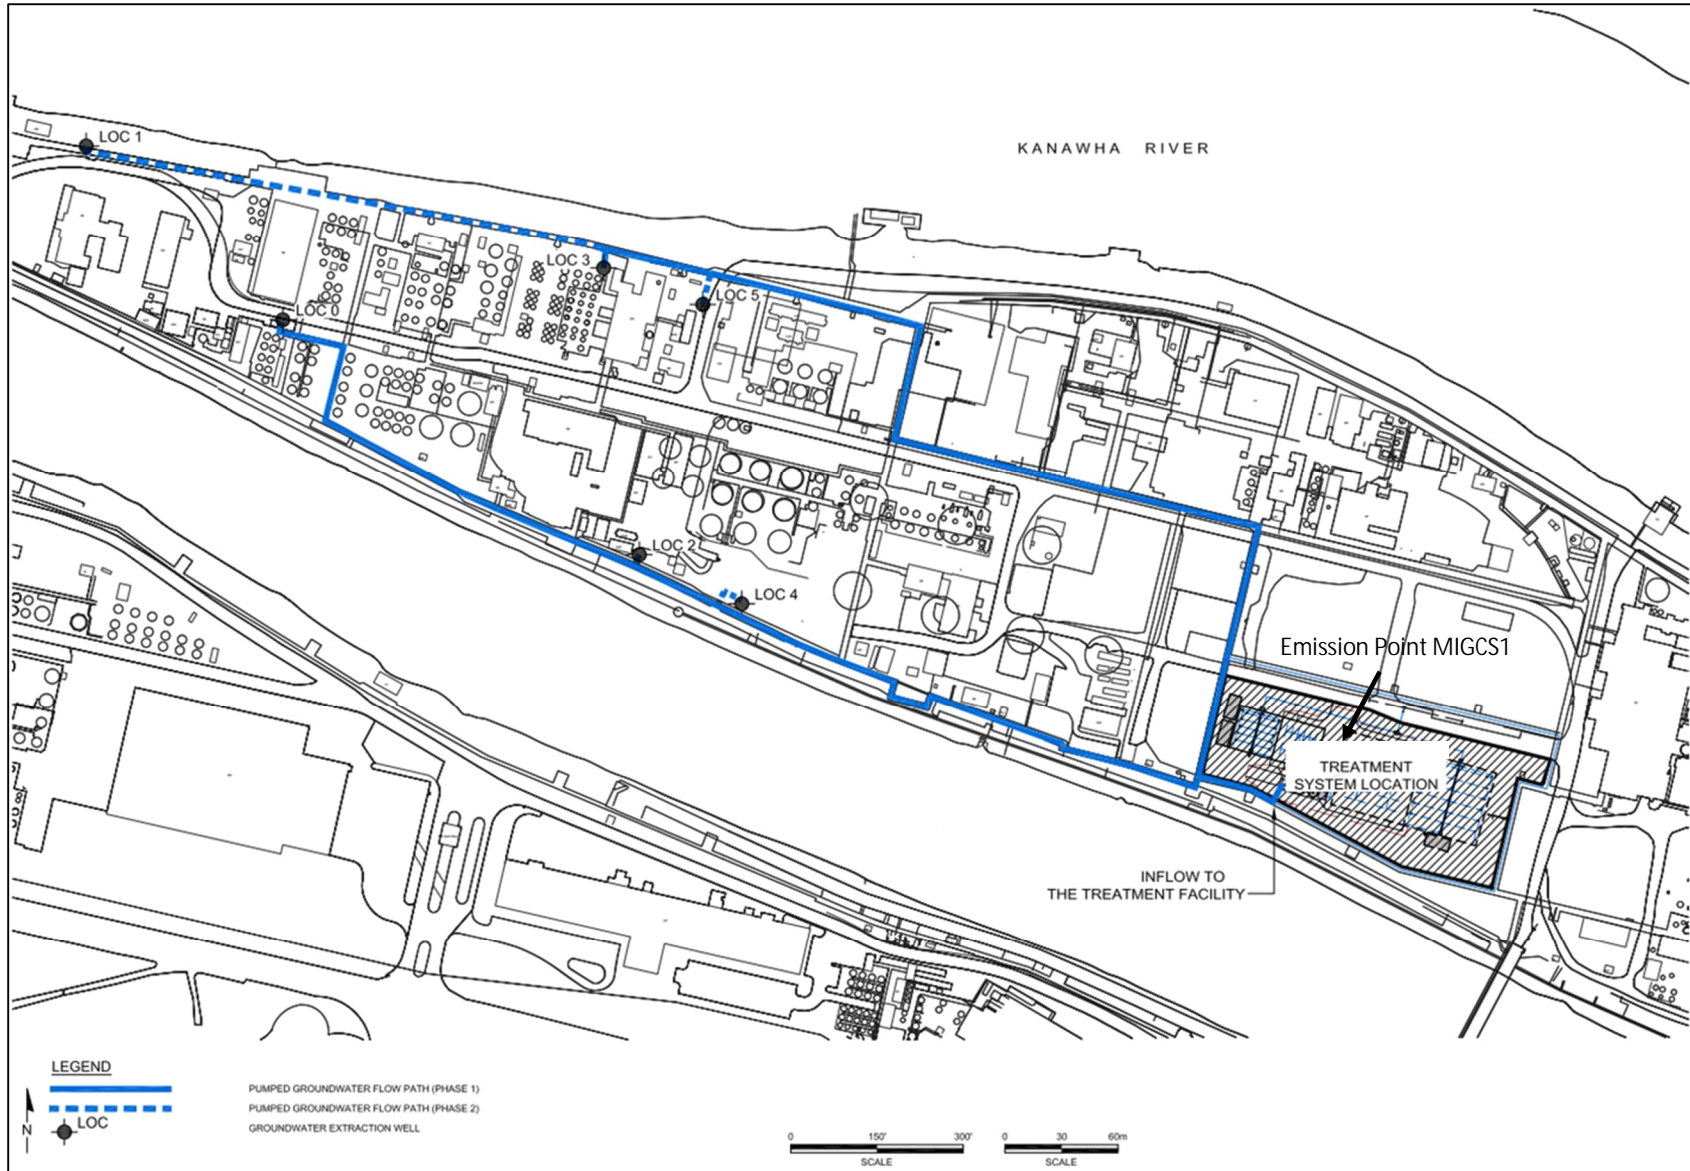 KANAWHA RIVER
LOC 1
LOC 3
LOC 5
LOC 0
LOC 2
LOC 4
Emission Point MIGCS1
TREATMENT
SYSTEM LOCATION
INFLOW TO
THE TREATMENT FACILITY
LEGEND
PUMPED GROUNDWATER FLOW PATH (PHASE 1)
PUMPED GROUNDWATER FLOW PATH (PHASE 2)
LOC
GROUNDWATER EXTRACTION WELL
N
0 150' 300'
SCALE
0 30 60m
SCALE